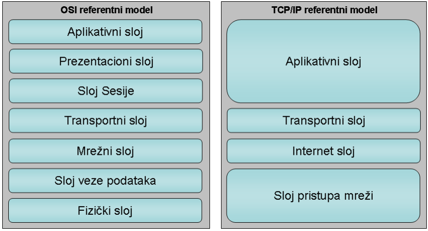 OSI referentni model
Aplikativni sloj
Prezentacioni sloj
Sloj Sesije
Transportni sloj
Mrežni sloj
Sloj veze podataka
Fizički sloj
TCP/IP referentni model
Aplikativni sloj
Transportni sloj
Internet sloj
Sloj pristupa mreži